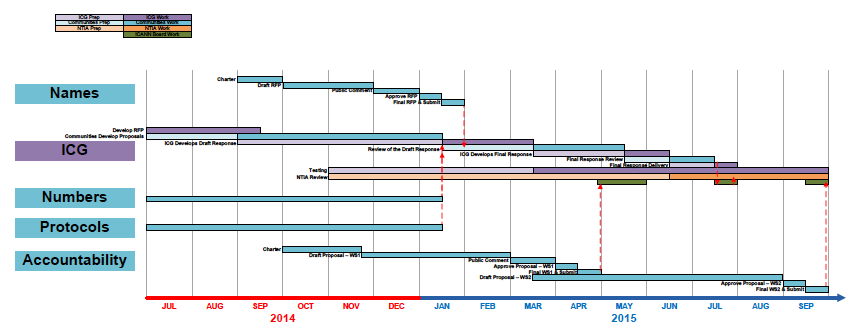 ICG Prep ICG Work
Communities Prep Communities Work
NTIA Prep NTIA Work
ICANN Board Work
Names
Charter
Draft RFP
Public Comment
Approve RFP
Final RFP & Submit
ICG
Develop RFP
Communities Develop Proposals
ICG Develops Draft Response
Review of the Draft Response
ICG Develops Final Response
Final Response Review
Final Response Delivery
Testing
NTIA Review
Numbers
Protocols
Accountability
Charter
Draft Proposal – WS1
Public Comment
Approve Proposal – WS1
Final WS1 & Submit
Draft Proposal – WS2
Approve Proposal – WS2
Final WS2 & Submit
JUL AUG SEP OCT NOV DEC JAN FEB MAR APR MAY JUN JUL AUG SEP
2014 2015